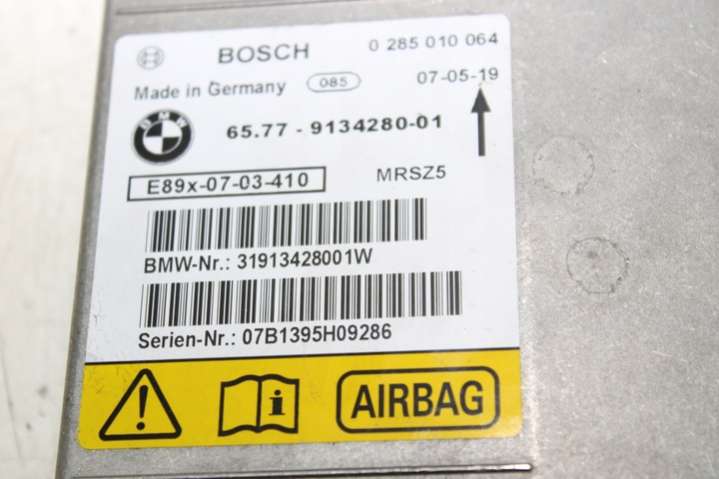 BOSCH 0 285 010 064
Made in Germany 085 07-05-19
BMW
65.77 - 9134280-01
E89x-07-03-410 MRSZ5
BMW-Nr.: 31913428001W
Serien-Nr.: 07B1395H09286
! i AIRBAG